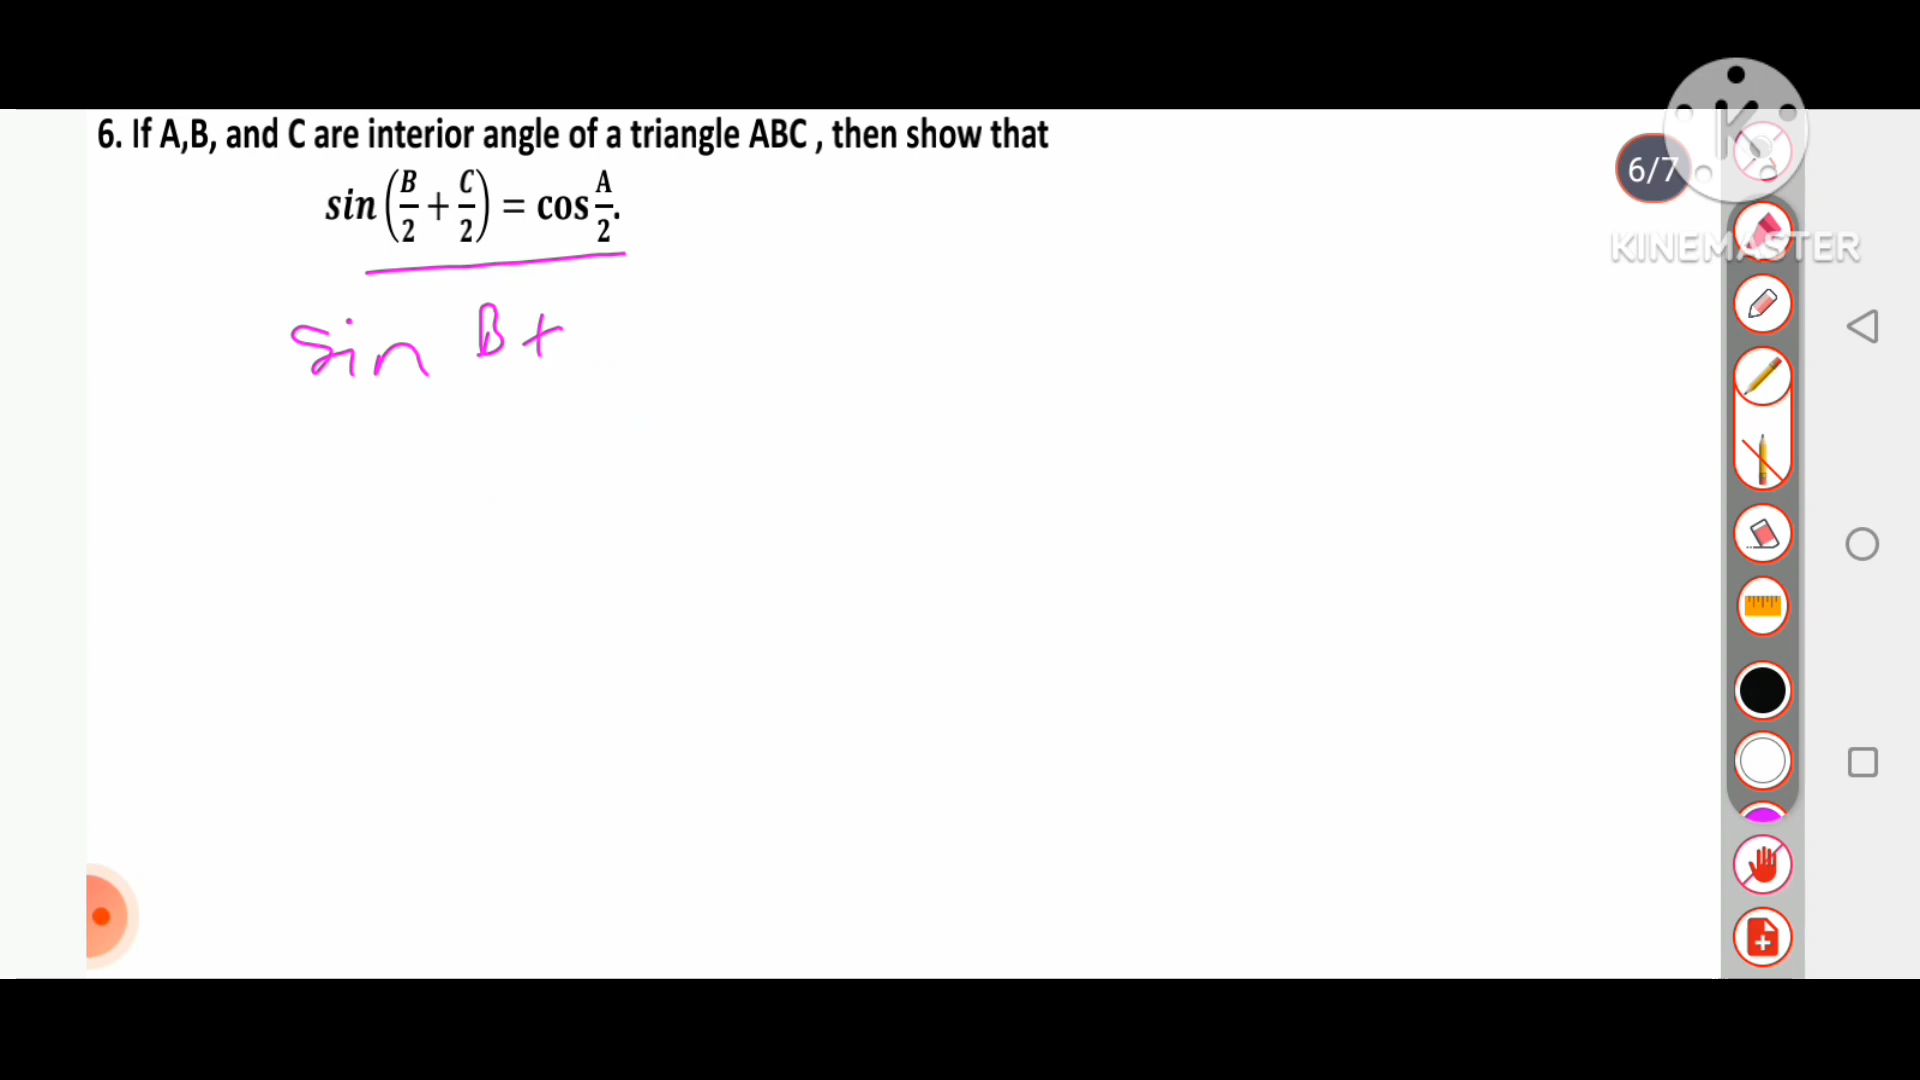 6. If A,B, and C are interior angle of a triangle ABC , then show that
sin(B/2 + C/2) = cos A/2.
sin B+
6/7
KINEMASTER